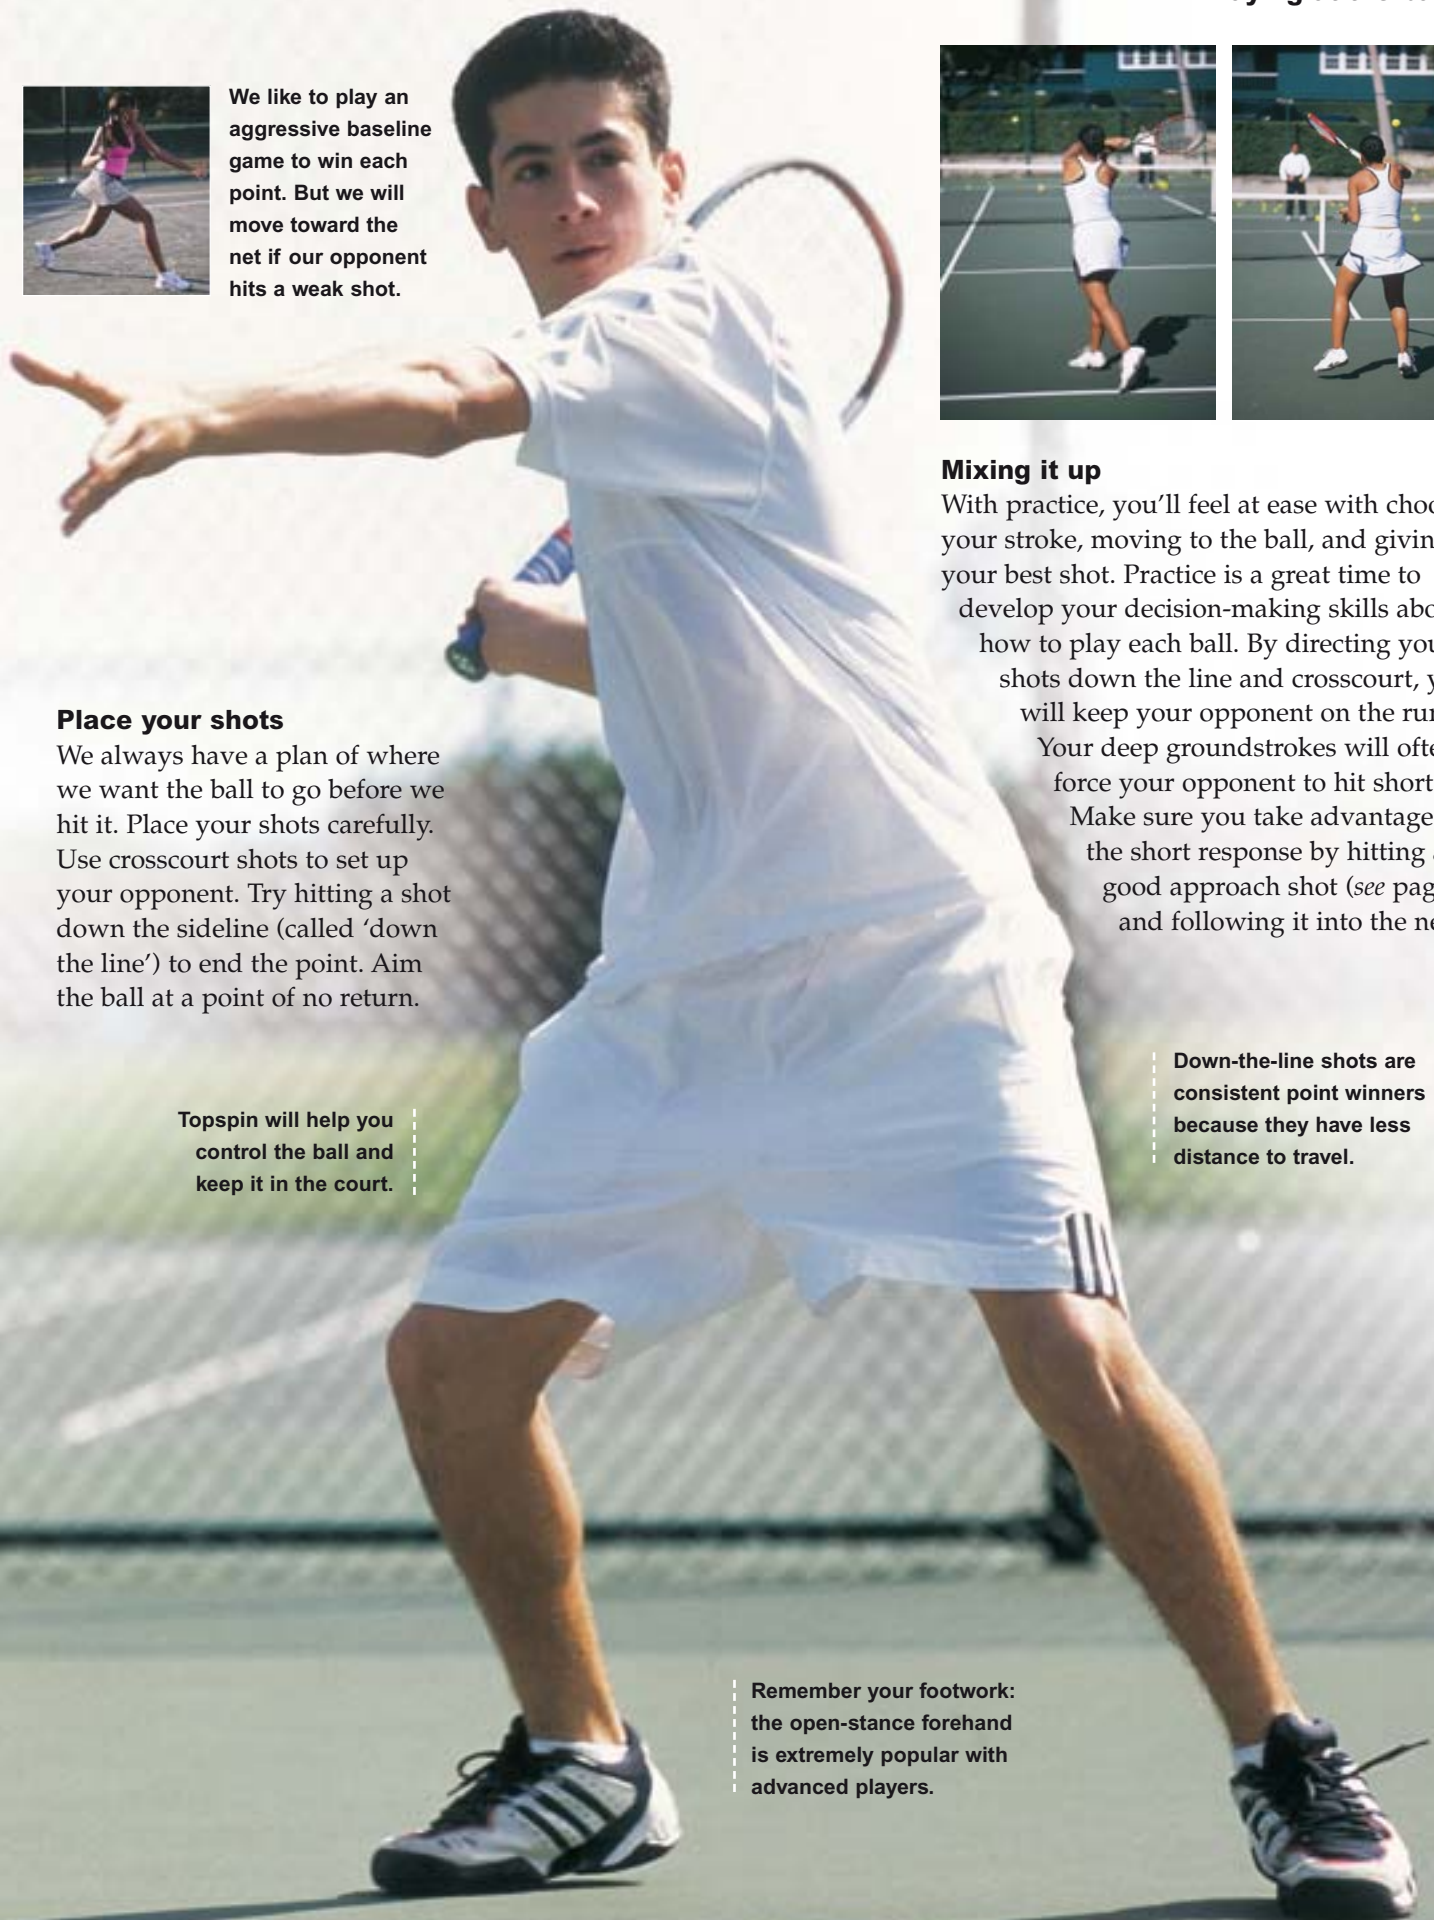 We like to play an
aggressive baseline
game to win each
point. But we will
move toward the
net if our opponent
hits a weak shot.
Place your shots
We always have a plan of where
we want the ball to go before we
hit it. Place your shots carefully.
Use crosscourt shots to set up
your opponent. Try hitting a shot
down the sideline (called ‘down
the line’) to end the point. Aim
the ball at a point of no return.
Topspin will help you
control the ball and
keep it in the court.
Mixing it up
With practice, you’ll feel at ease with
your stroke, moving to the ball, and
your best shot. Practice is a great time to
develop your decision-making skills
how to play each ball. By directing
shots down the line and crosscourt,
will keep your opponent on the
Your deep groundstrokes will
force your opponent to hit short
Make sure you take advantage
the short response by hitting
good approach shot (see
and following it into the
Down-the-line shots are
consistent point winners
because they have less
distance to travel.
Remember your footwork:
the open-stance forehand
is extremely popular with
advanced players.